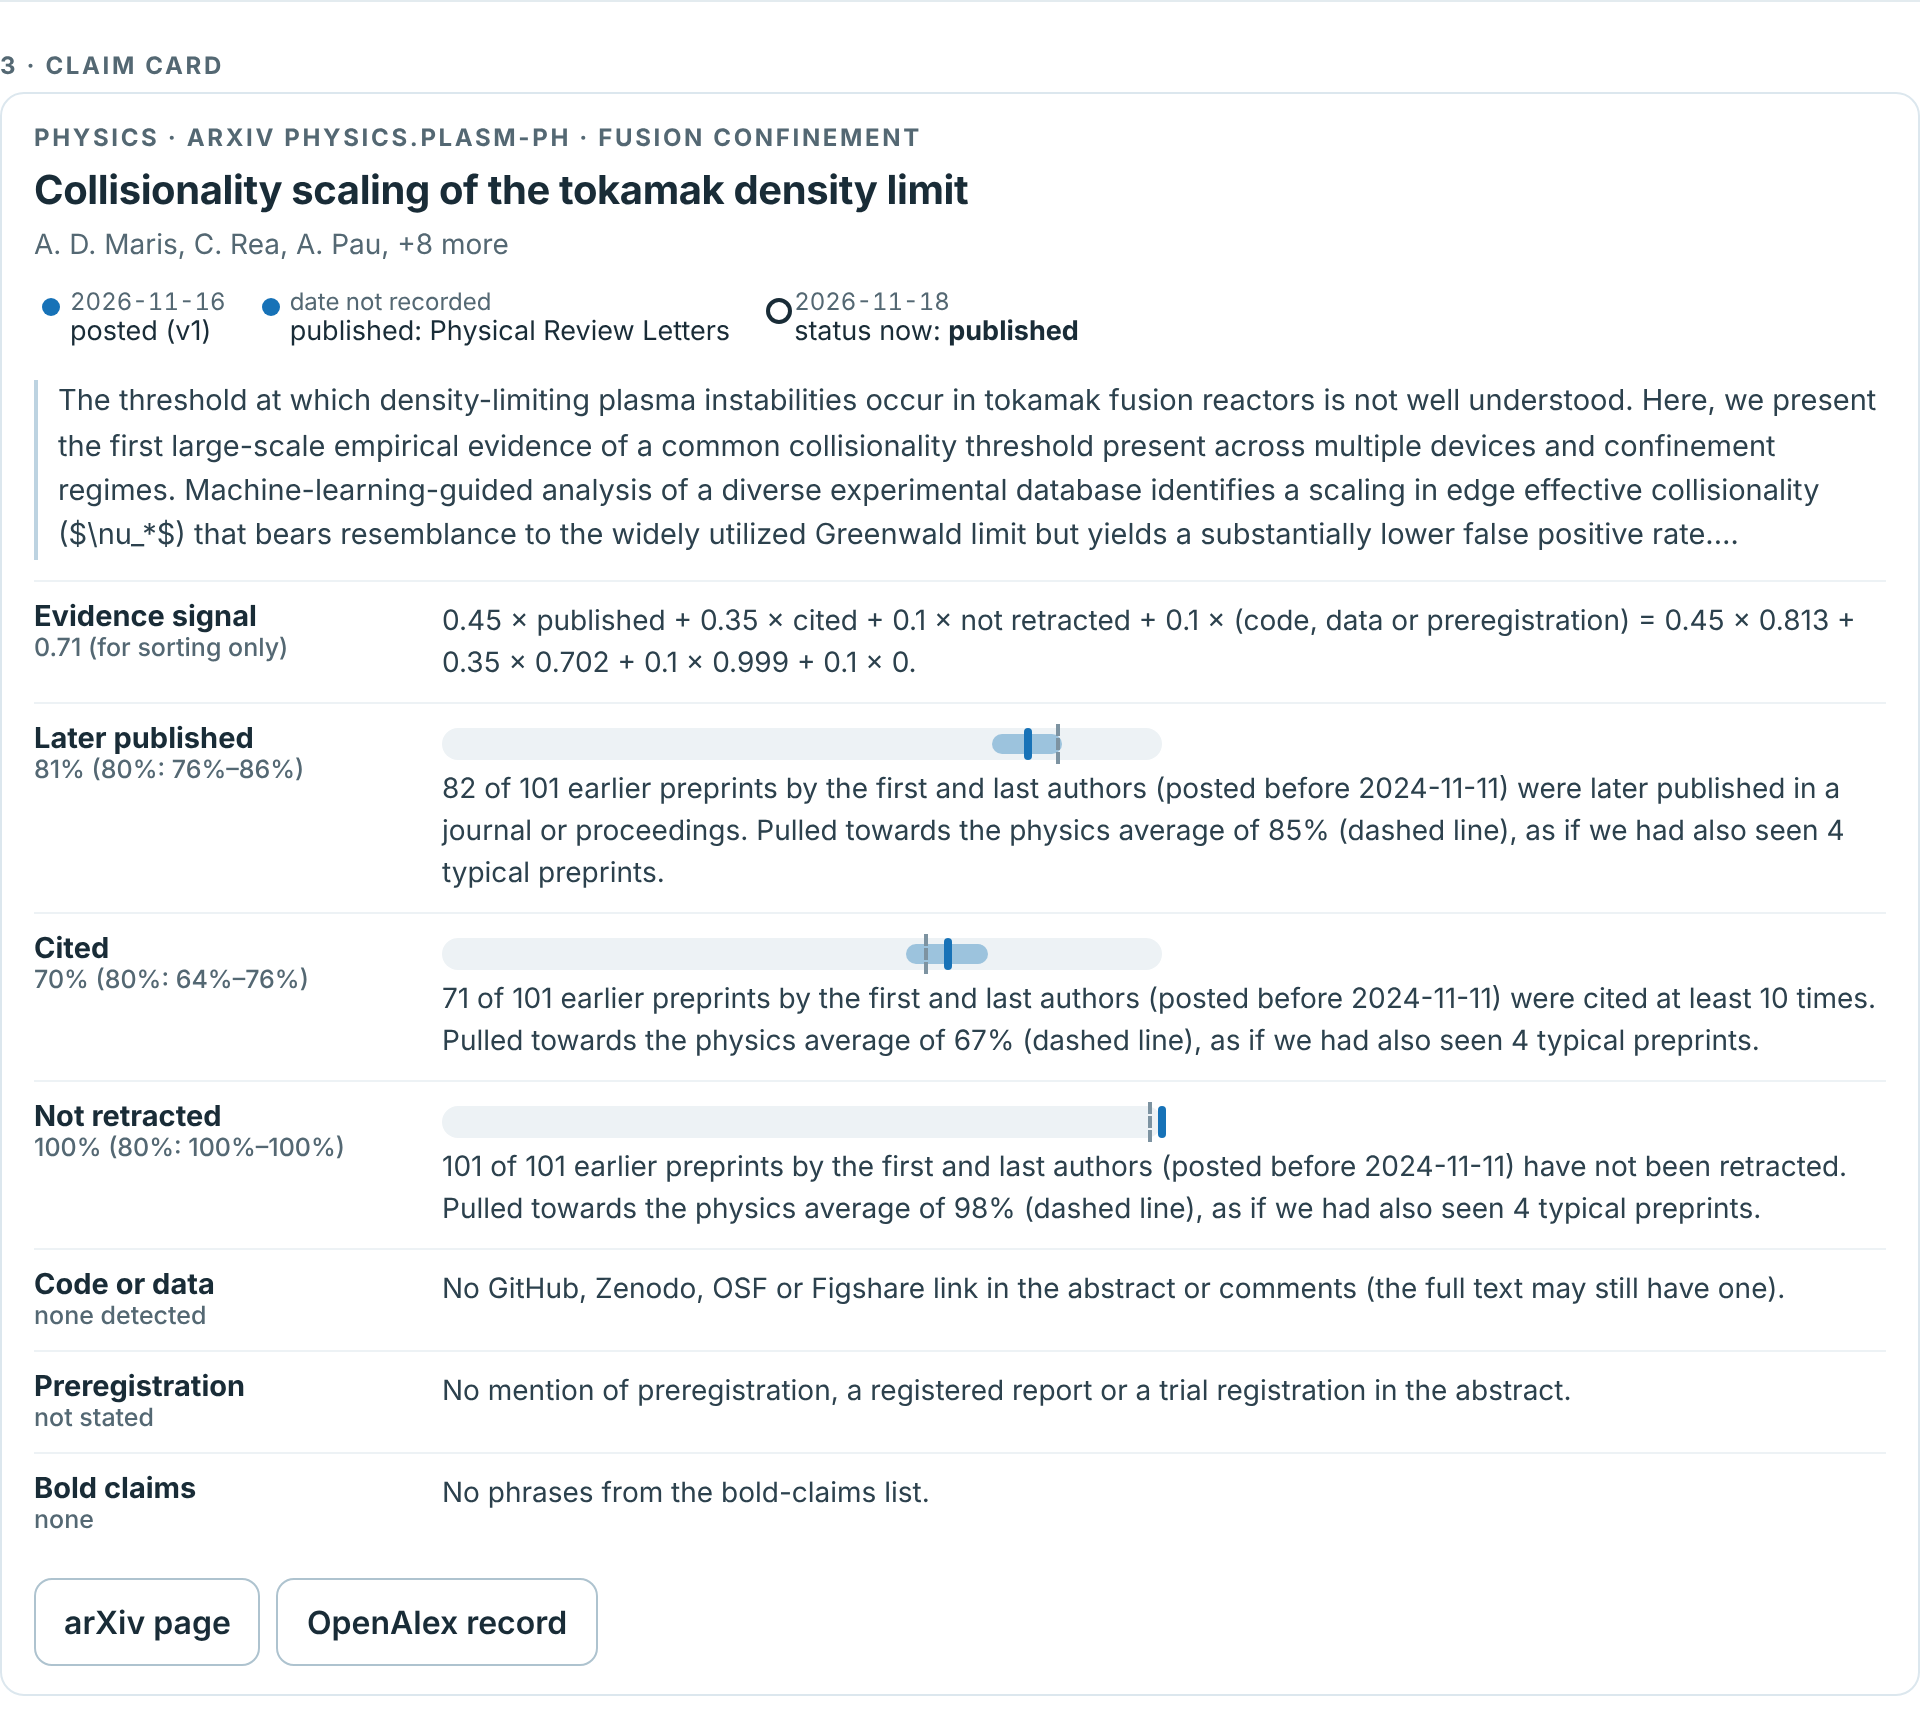 3 · CLAIM CARD
PHYSICS · ARXIV PHYSICS.PLASM-PH · FUSION CONFINEMENT
Collisionality scaling of the tokamak density limit
A. D. Maris, C. Rea, A. Pau, +8 more
2026-11-16
posted (v1)
date not recorded
published: Physical Review Letters
2026-11-18
status now: published
The threshold at which density-limiting plasma instabilities occur in tokamak fusion reactors is not well understood. Here, we present
the first large-scale empirical evidence of a common collisionality threshold present across multiple devices and confinement
regimes. Machine-learning-guided analysis of a diverse experimental database identifies a scaling in edge effective collisionality
($\nu_*$) that bears resemblance to the widely utilized Greenwald limit but yields a substantially lower false positive rate....
Evidence signal
0.71 (for sorting only)
0.45 × published + 0.35 × cited + 0.1 × not retracted + 0.1 × (code, data or preregistration) = 0.45 × 0.813 +
0.35 × 0.702 + 0.1 × 0.999 + 0.1 × 0.
Later published
81% (80%: 76%–86%)
82 of 101 earlier preprints by the first and last authors (posted before 2024-11-11) were later published in a
journal or proceedings. Pulled towards the physics average of 85% (dashed line), as if we had also seen 4
typical preprints.
Cited
70% (80%: 64%–76%)
71 of 101 earlier preprints by the first and last authors (posted before 2024-11-11) were cited at least 10 times.
Pulled towards the physics average of 67% (dashed line), as if we had also seen 4 typical preprints.
Not retracted
100% (80%: 100%–100%)
101 of 101 earlier preprints by the first and last authors (posted before 2024-11-11) have not been retracted.
Pulled towards the physics average of 98% (dashed line), as if we had also seen 4 typical preprints.
Code or data
none detected
No GitHub, Zenodo, OSF or Figshare link in the abstract or comments (the full text may still have one).
Preregistration
not stated
No mention of preregistration, a registered report or a trial registration in the abstract.
Bold claims
none
No phrases from the bold-claims list.
arXiv page
OpenAlex record